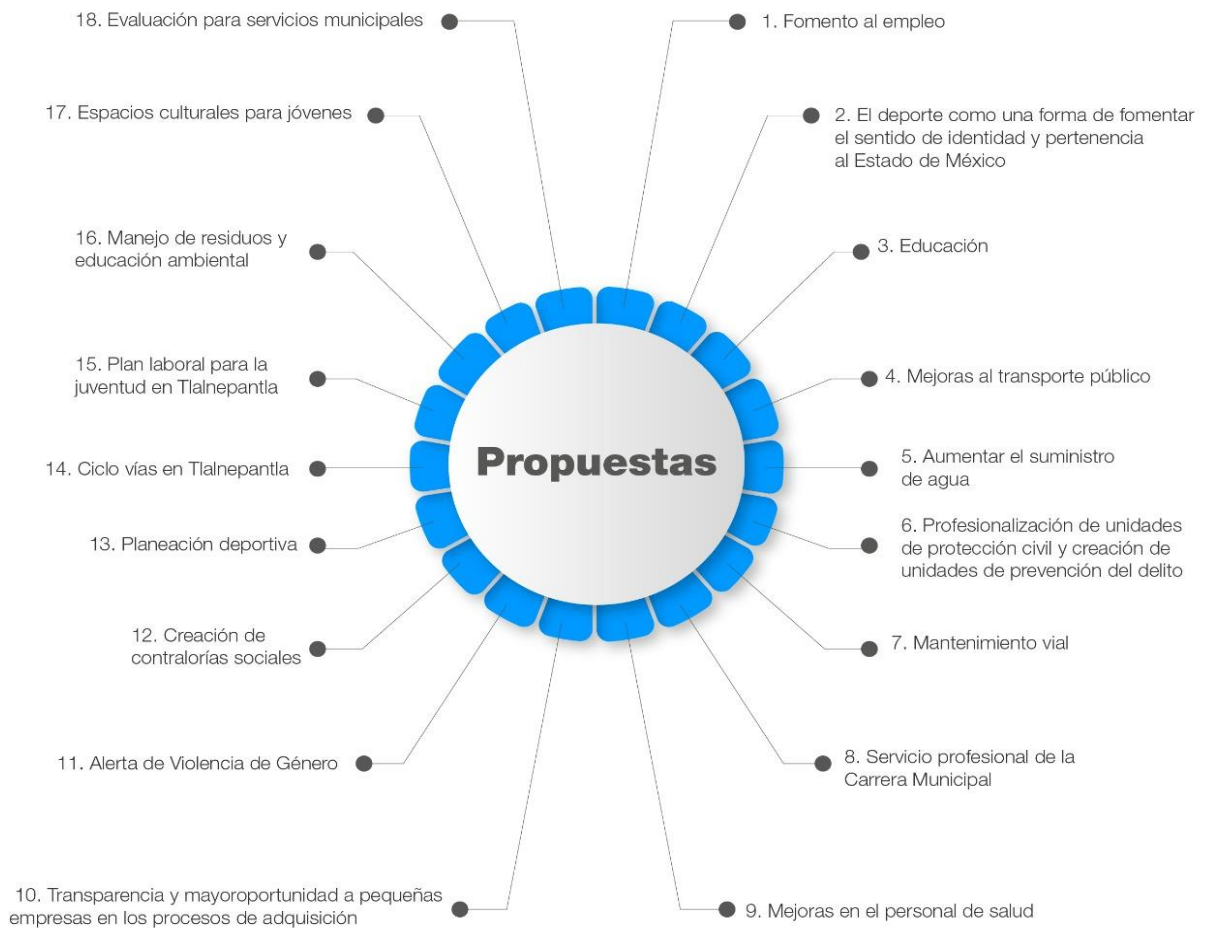 Propuestas
1. Fomento al empleo
2. El deporte como una forma de fomentar
el sentido de identidad y pertenencia
al Estado de México
3. Educación
4. Mejoras al transporte público
5. Aumentar el suministro
de agua
6. Profesionalización de unidades
de protección civil y creación de
unidades de prevención del delito
7. Mantenimiento vial
8. Servicio profesional de la
Carrera Municipal
9. Mejoras en el personal de salud
10. Transparencia y mayoroportunidad a pequeñas
empresas en los procesos de adquisición
11. Alerta de Violencia de Género
12. Creación de
contralorías sociales
13. Planeación deportiva
14. Ciclo vías en Tlalnepantla
15. Plan laboral para la
juventud en Tlalnepantla
16. Manejo de residuos y
educación ambiental
17. Espacios culturales para jóvenes
18. Evaluación para servicios municipales